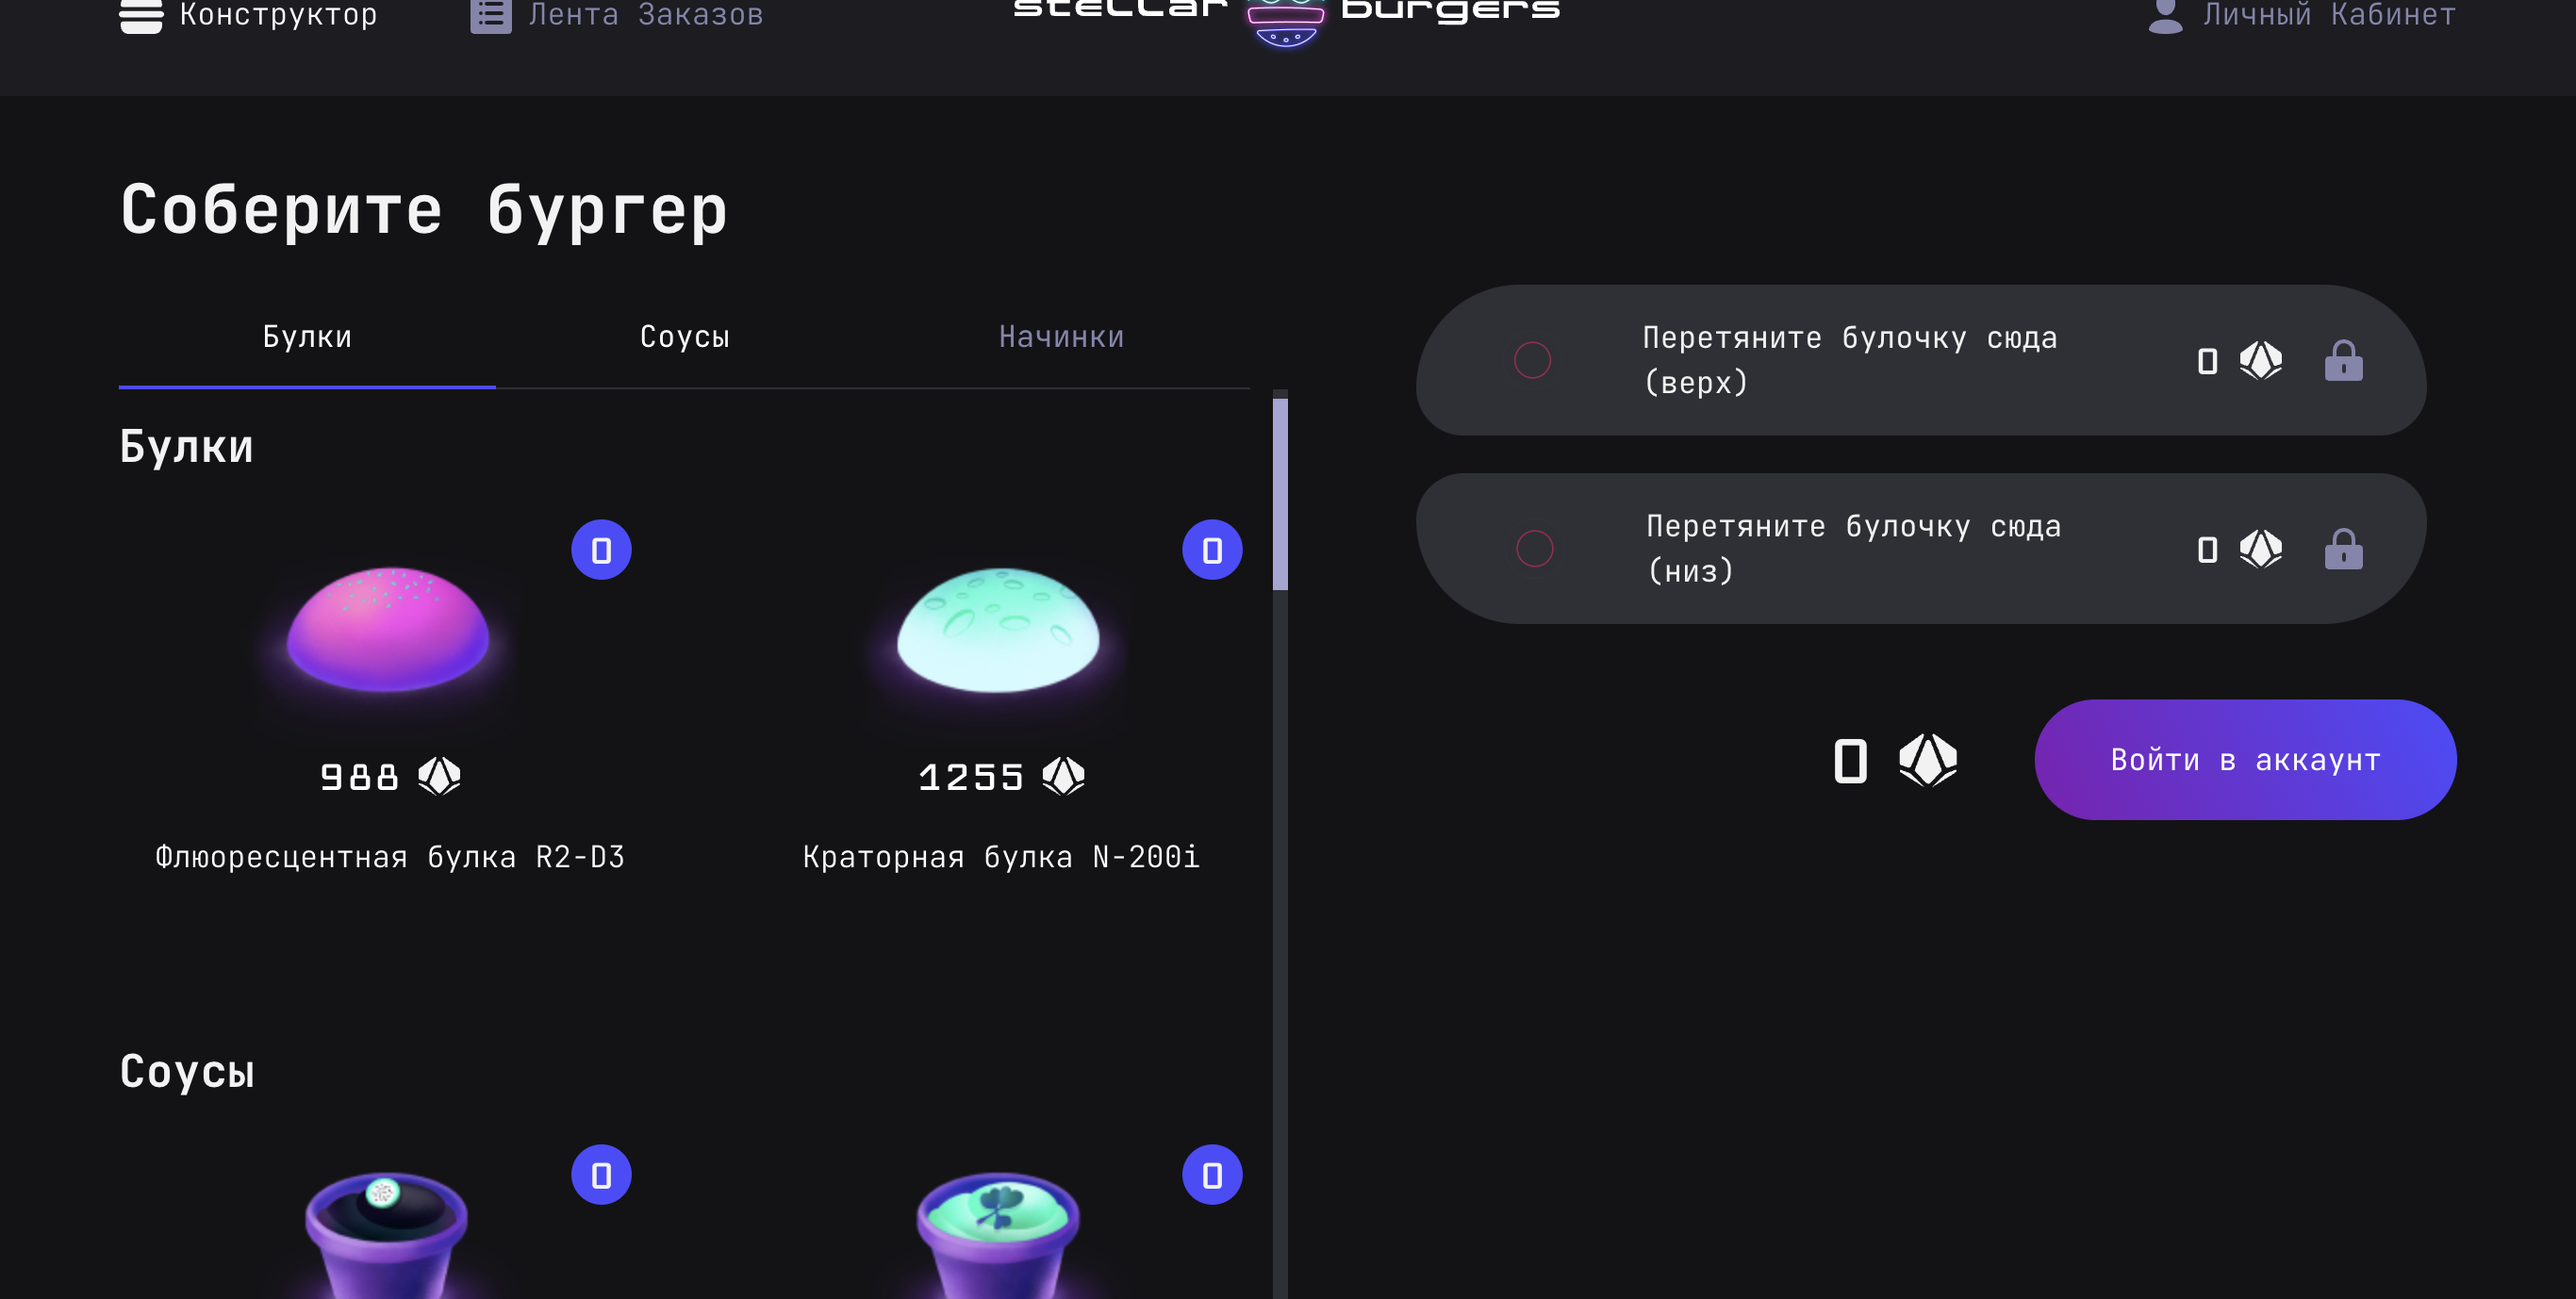 Конструктор
Лента Заказов
stellar burgers
Личный Кабинет
Соберите бургер
Булки
Соусы
Начинки
Булки
0
0
988
1255
Флюоресцентная булка R2-D3
Краторная булка N-200i
Соусы
0
0
Перетяните булочку сюда
(верх)
0
Перетяните булочку сюда
(низ)
0
0
Войти в аккаунт